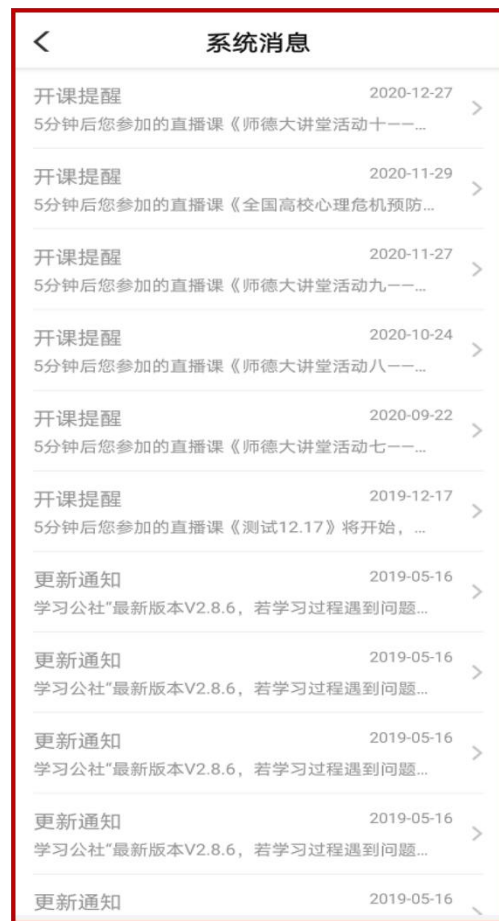 系统消息
开课提醒 2020-12-27
5分钟后您参加的直播课《师德大讲堂活动十——...
开课提醒 2020-11-29
5分钟后您参加的直播课《全国高校心理危机预防...
开课提醒 2020-11-27
5分钟后您参加的直播课《师德大讲堂活动九——...
开课提醒 2020-10-24
5分钟后您参加的直播课《师德大讲堂活动八——...
开课提醒 2020-09-22
5分钟后您参加的直播课《师德大讲堂活动七——...
开课提醒 2019-12-17
5分钟后您参加的直播课《测试12.17》将开始，...
更新通知 2019-05-16
学习公社“最新版本V2.8.6，若学习过程遇到问题...
更新通知 2019-05-16
学习公社“最新版本V2.8.6，若学习过程遇到问题...
更新通知 2019-05-16
学习公社“最新版本V2.8.6，若学习过程遇到问题...
更新通知 2019-05-16
学习公社“最新版本V2.8.6，若学习过程遇到问题...
更新通知 2019-05-16